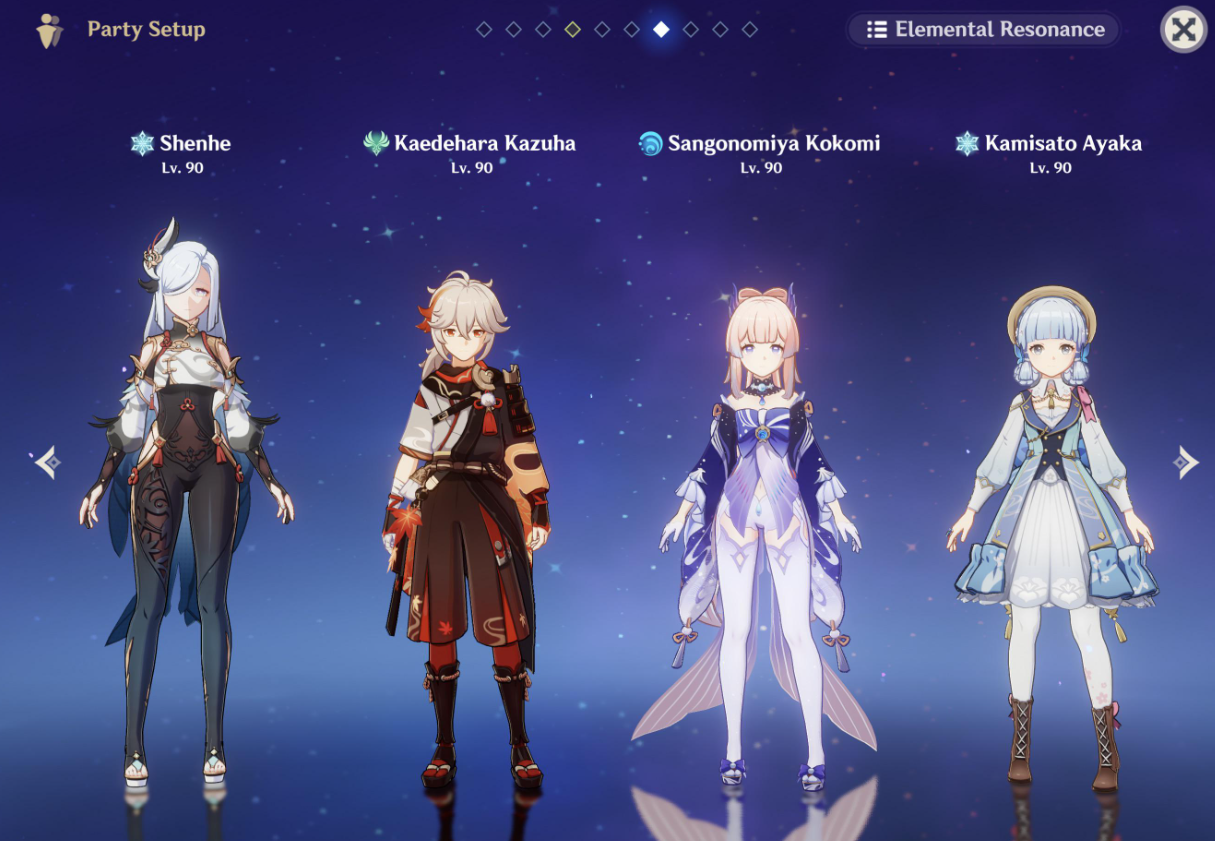 Party Setup
Elemental Resonance
Shenhe
Lv. 90
Kaedehara Kazuha
Lv. 90
Sangonomiya Kokomi
Lv. 90
Kamisato Ayaka
Lv. 90